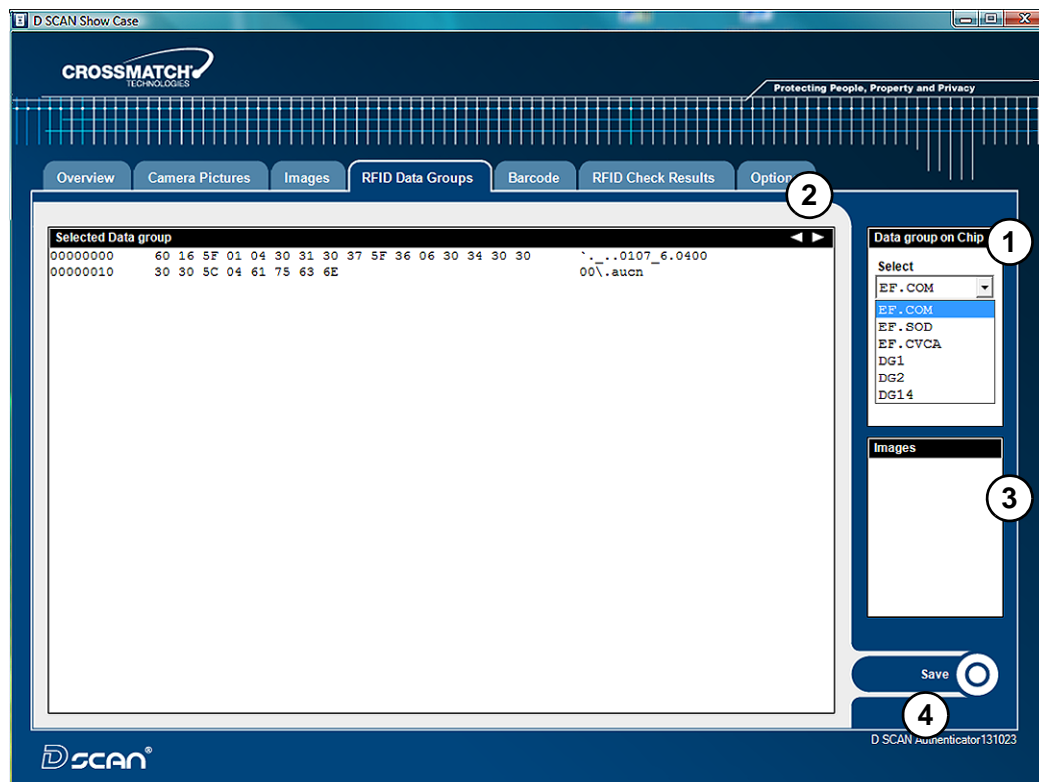 D SCAN Show Case
CROSSMATCH
TECHNOLOGIES
Protecting People, Property and Privacy
Overview Camera Pictures Images RFID Data Groups Barcode RFID Check Results Option
2
Selected Data group
00000000 60 16 5F 01 04 30 31 30 37 5F 36 06 30 34 30 30 `._..0107_6.0400
00000010 30 30 5C 04 61 75 63 6E 00\.aucn
Data group on Chip
1
Select
EF.COM
EF.COM
EF.SOD
EF.CVCA
DG1
DG2
DG14
Images
3
Save
4
D SCAN Authenticator131023
D SCAN®